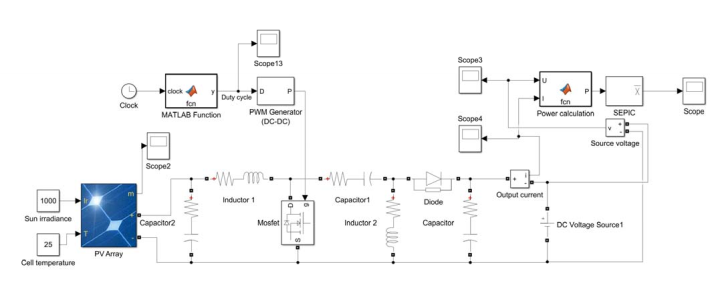 Scope13
clock
fcn
y
Clock
MATLAB Function
Duty cycle
D
P
PWM Generator
(DC-DC)
Scope3
Scope4
U
I
fcn
P
Power calculation
SEPIC
Scope
v
+
-
Source voltage
Scope2
1000
Sun irradiance
25
Cell temperature
Ir
T
m
+
-
PV Array
Capacitor2
Inductor 1
Mosfet
g
D
S
Capacitor1
Inductor 2
Diode
Capacitor
+
i
-
Output current
+
DC Voltage Source1